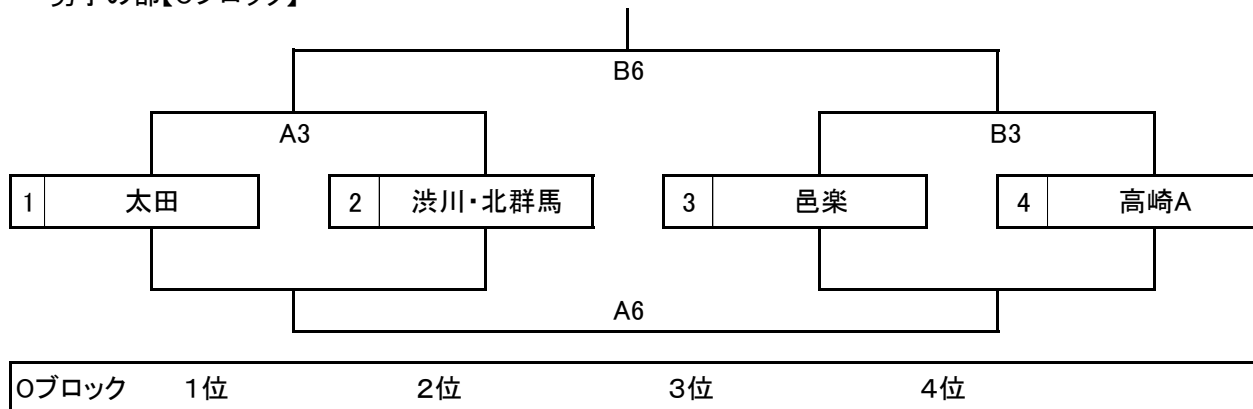 男子の部【Oブロック】
B6
A3 B3
1 太田 2 渋川・北群馬 3 邑楽 4 高崎A
A6
Oブロック 1位 2位 3位 4位